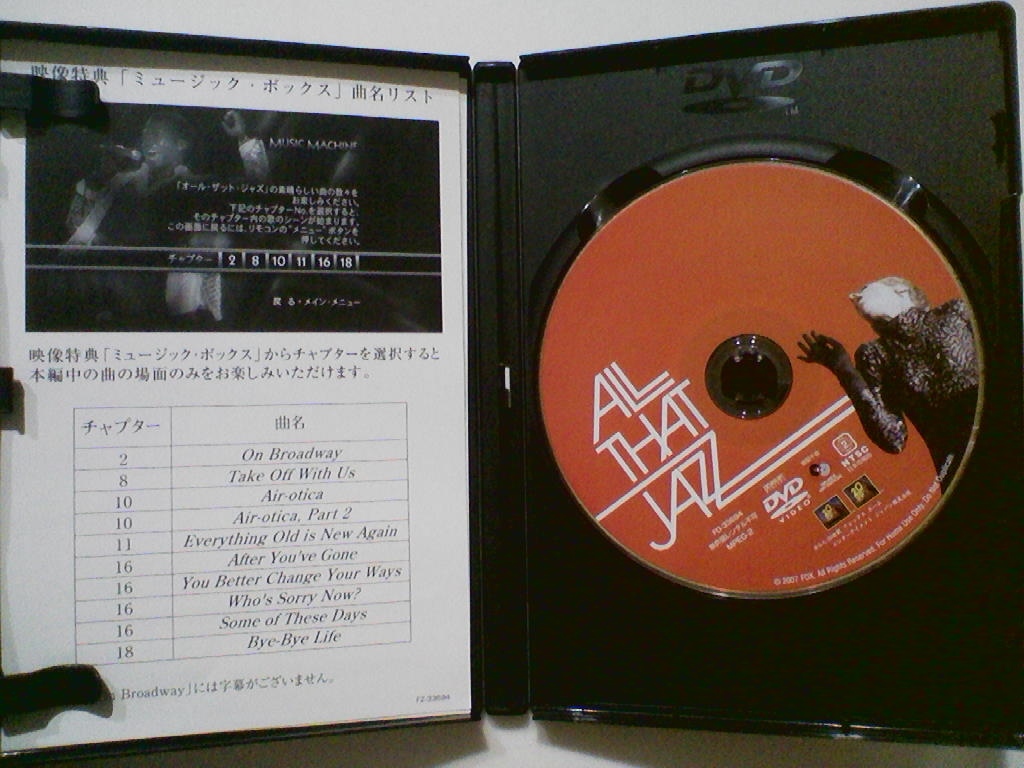 映像特典「ミュージック・ボックス」曲名リスト
MUSIC MACHINE
「オール・ザット・ジャズ」の素晴らしい曲の数々を
お楽しみください。
下記のチャプターNo.を選択すると、
そのチャプター内の歌のシーンが始まります。
この画面に戻るには、リモコンの"メニュー"ボタンを
押してください。
チャプター 2 8 10 11 16 18
戻る・メイン・メニュー
映像特典「ミュージック・ボックス」からチャプターを選択すると
本編中の曲の場面のみをお楽しみいただけます。
チャプター 曲名
2 On Broadway
8 Take Off With Us
10 Air-otica
10 Air-otica, Part 2
11 Everything Old is New Again
16 After You've Gone
16 You Better Change Your Ways
16 Who's Sorry Now?
16 Some of These Days
18 Bye-Bye Life
Broadway」には字幕がございません。
FZ-33694
DVD
TM
ALL
THAT
JAZZ
DVD
VIDEO
2
NTSC
FD-33694
MPEG-2
© 2007 FOX. All Rights Reserved. For Home Use Only. Do Not Duplicate.